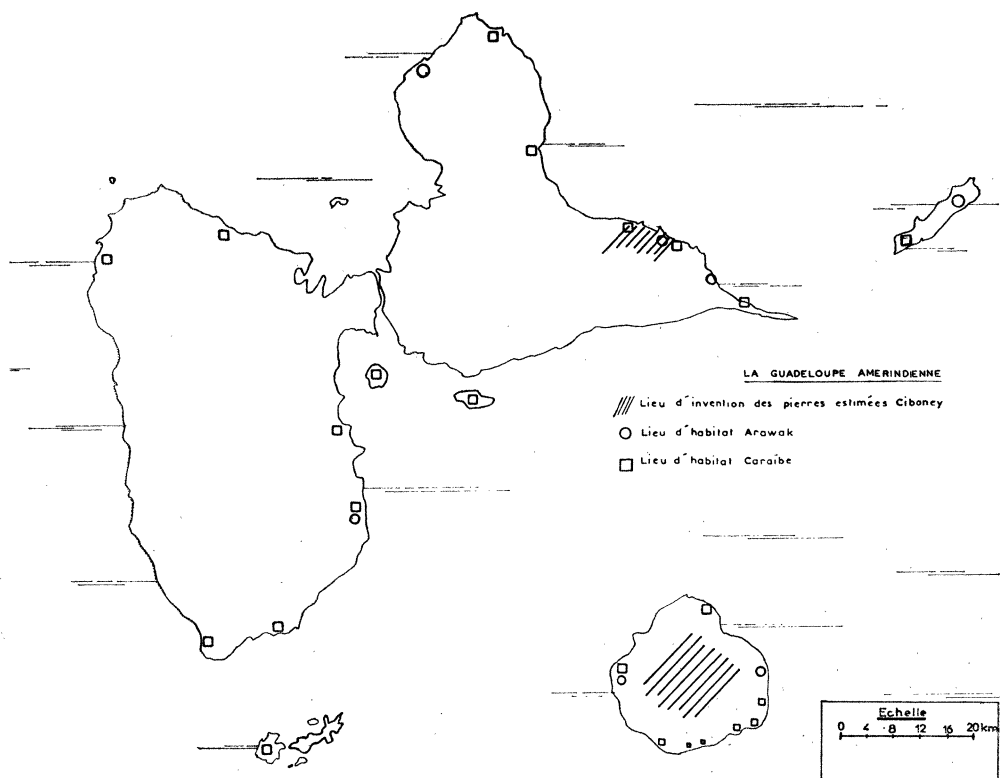 LA GUADELOUPE AMERINDIENNE
Lieu d'invention des pierres estimées Ciboney
Lieu d'habitat Arawak
Lieu d'habitat Caraïbe
Echelle
0 4 8 12 16 20km